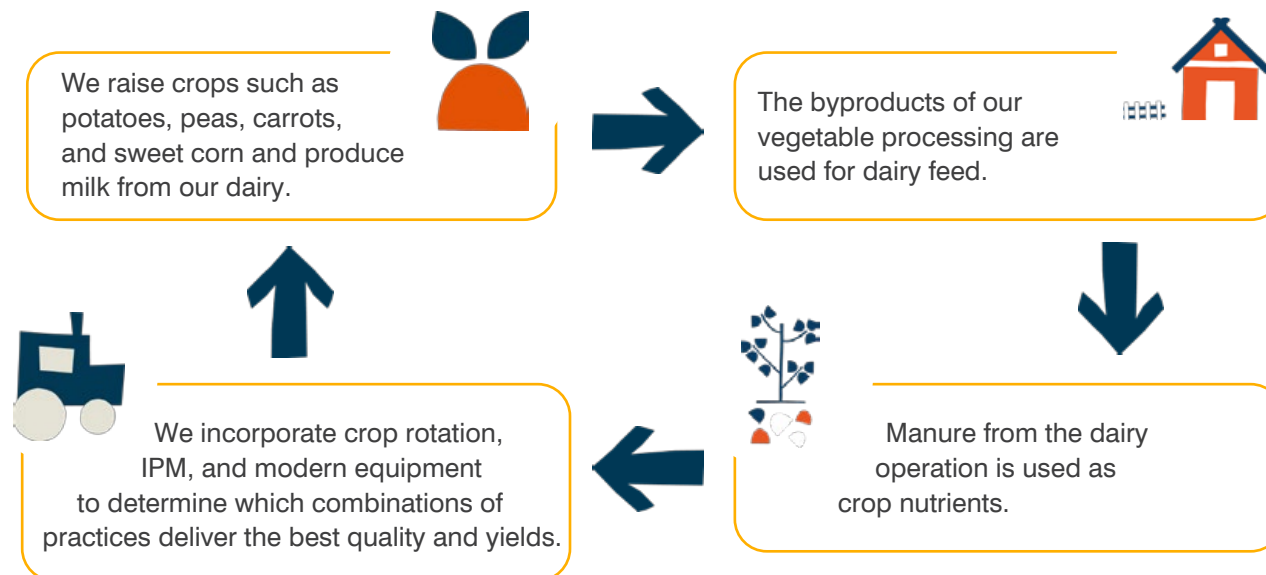 We raise crops such as
potatoes, peas, carrots,
and sweet corn and produce
milk from our dairy.
The byproducts of our
vegetable processing are
used for dairy feed.
Manure from the dairy
operation is used as
crop nutrients.
We incorporate crop rotation,
IPM, and modern equipment
to determine which combinations of
practices deliver the best quality and yields.